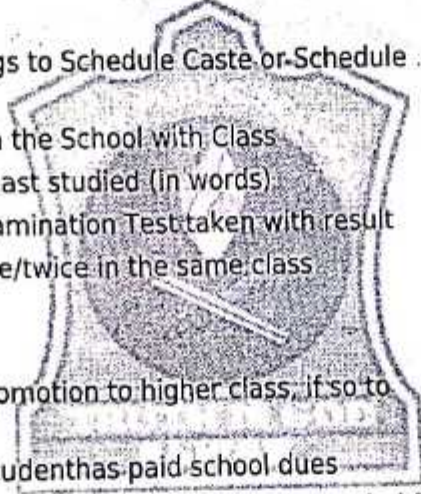 gs to Schedule Caste or Schedule
the School with Class
ast studied (in words)
amination Test taken with result
e/twice in the same class
omotion to higher class, if so to
udenthas paid school dues